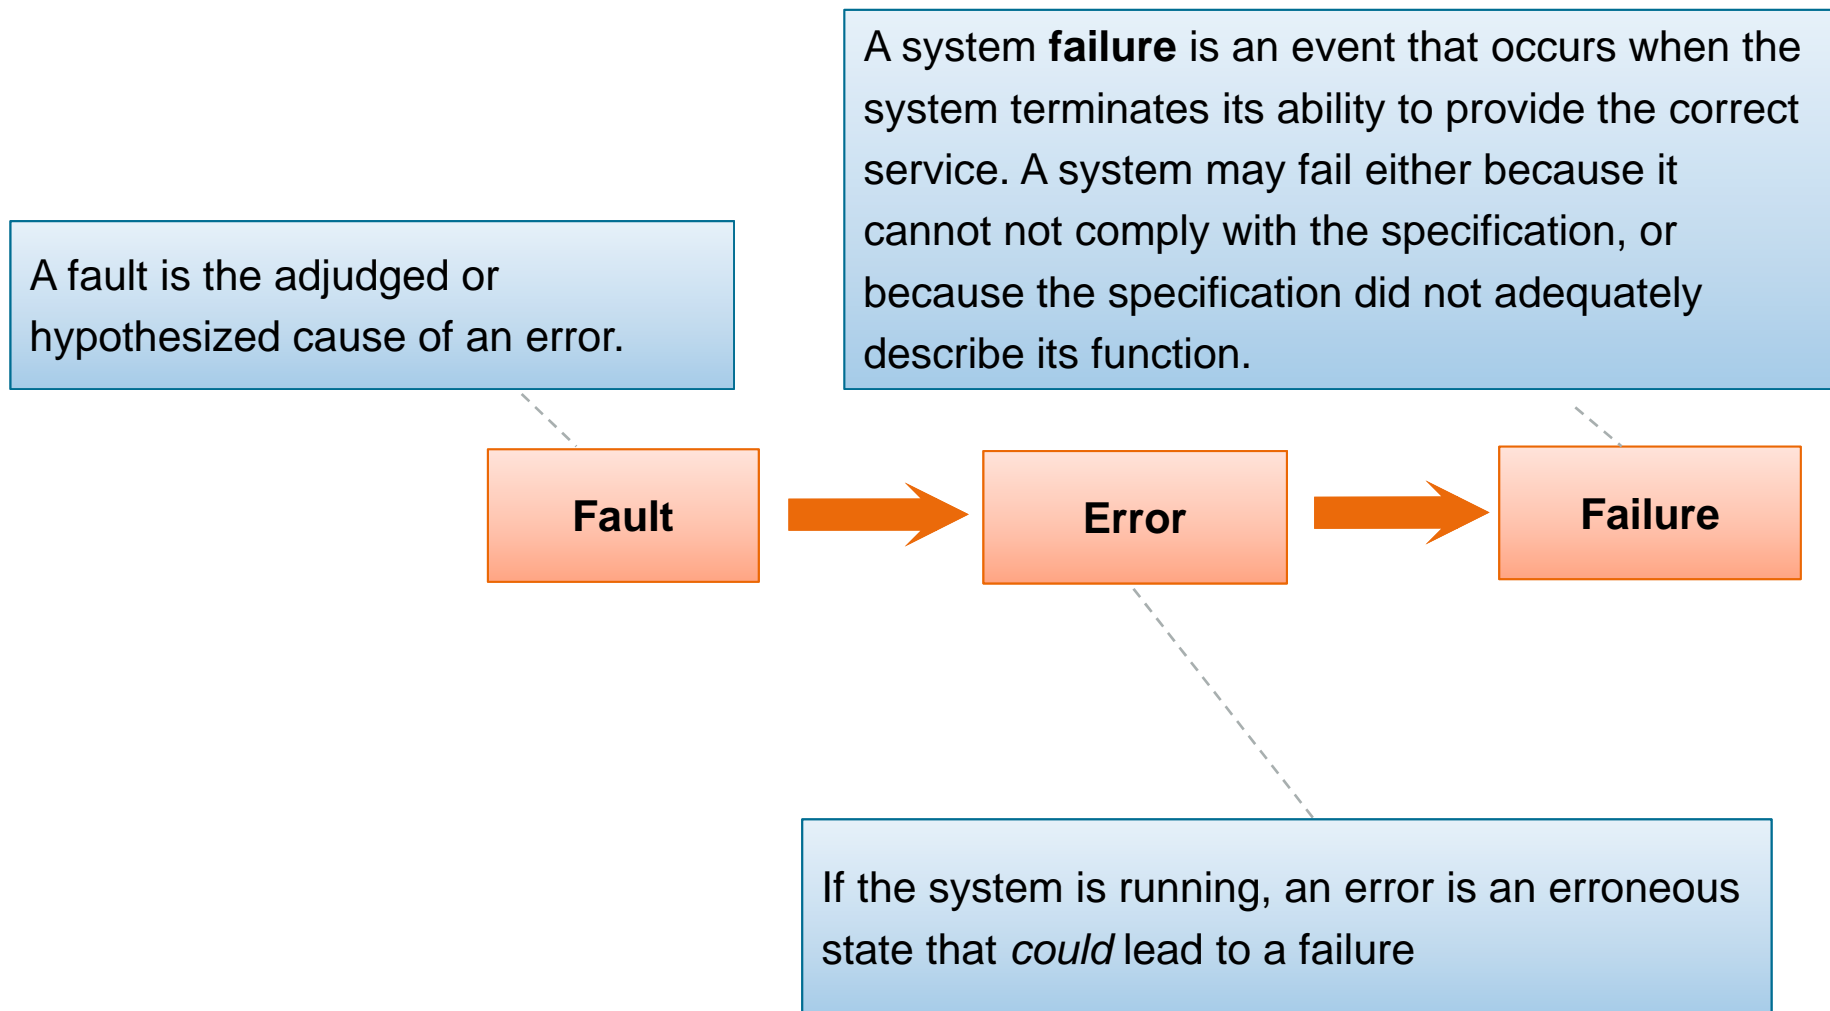 A system failure is an event that occurs when the
system terminates its ability to provide the correct
service. A system may fail either because it
cannot not comply with the specification, or
because the specification did not adequately
describe its function.
A fault is the adjudged or
hypothesized cause of an error.
Fault
Error
Failure
If the system is running, an error is an erroneous
state that could lead to a failure